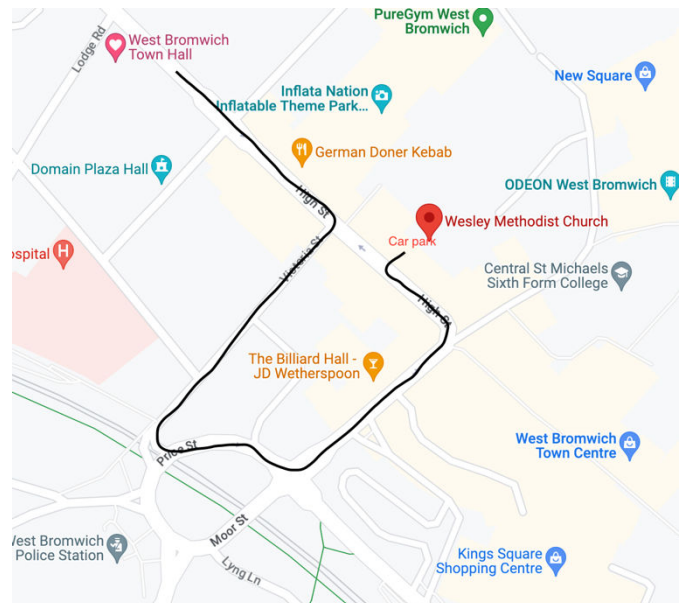 PureGym West
Bromwich
West Bromwich
Town Hall
Lodge Rd
New Square
Inflata Nation
Inflatable Theme Park...
German Doner Kebab
Domain Plaza Hall
ODEON West Bromwich
High St
Wesley Methodist Church
Car park
ospital
H
Victoria St
Central St Michaels
Sixth Form College
High St
The Billiard Hall -
JD Wetherspoon
Price St
West Bromwich
Town Centre
Moor St
West Bromwich
Police Station
Lyng Ln
Kings Square
Shopping Centre